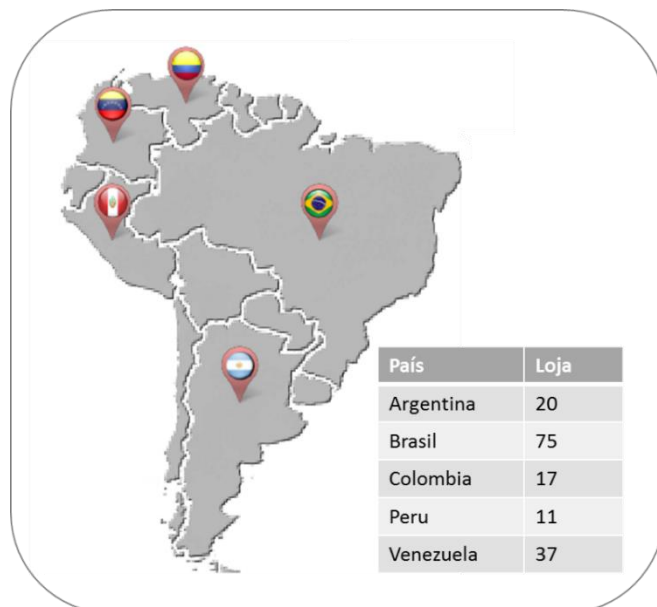 País Loja
Argentina 20
Brasil 75
Colombia 17
Peru 11
Venezuela 37